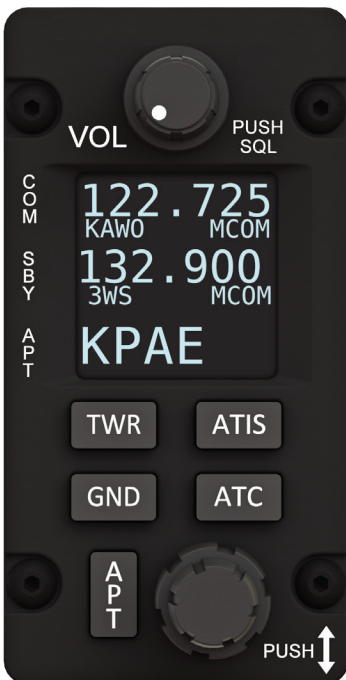 VOL
PUSH
SQL
COM
122.725
KAWO MCOM
SBY
132.900
3WS MCOM
APT
KPAE
TWR ATIS
GND ATC
APT
PUSH